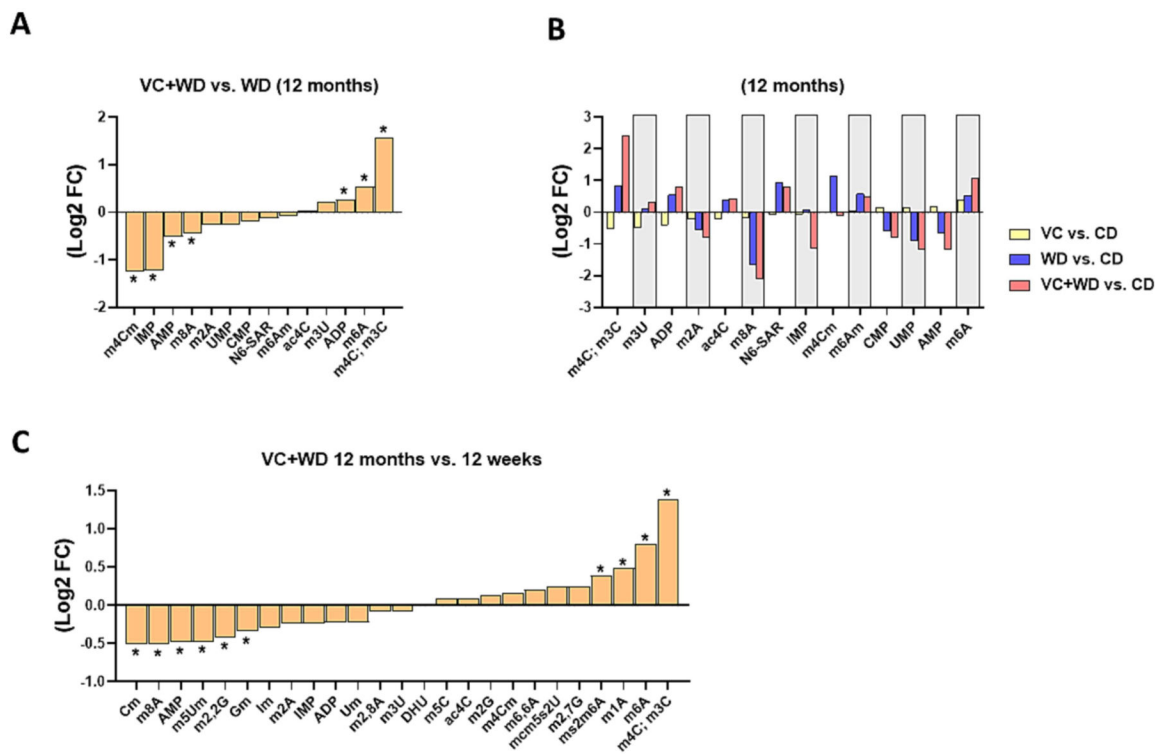 A
VC+WD vs. WD (12 months)
(Log2 FC)
2
1
0
-1
-2
*
*
*
*
*
*
*
m4Cm
IMP
AMP
m8A
m2A
UMP
CMP
N6-SAR
m6Am
ac4C
m3U
ADP
m6A
m4C; m3C
B
(12 months)
(Log2 FC)
3
2
1
0
-1
-2
-3
m4C; m3C
m3U
ADP
m2A
ac4C
m8A
N6-SAR
IMP
m4Cm
m6Am
CMP
UMP
AMP
m6A
VC vs. CD
WD vs. CD
VC+WD vs. CD
C
VC+WD 12 months vs. 12 weeks
(Log2 FC)
1.5
1.0
0.5
0.0
-0.5
-1.0
*
*
*
*
*
*
*
*
*
*
Cm
m8A
AMP
m5Um
m2,2G
Gm
Im
m2A
IMP
ADP
Um
m2,8A
m3U
DHU
m5C
ac4C
m2G
m4Cm
m6,6A
mcm5s2U
m2,7G
ms2m6A
m1A
m6A
m4C; m3C